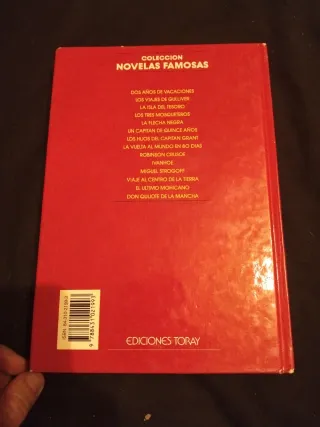 COLECCION
NOVELAS FAMOSAS
DOS AÑOS DE VACACIONES
LOS VIAJES DE GULLIVER
LA ISLA DEL TESORO
LOS TRES MOSQUETEROS
LA FLECHA NEGRA
UN CAPITAN DE QUINCE AÑOS
LOS HIJOS DEL CAPITAN GRANT
LA VUELTA AL MUNDO EN 80 DIAS
ROBINSON CRUSOE
IVANHOE
MIGUEL STROGOFF
VIAJE AL CENTRO DE LA TIERRA
EL ULTIMO MOHICANO
DON QUIJOTE DE LA MANCHA
EDICIONES TORAY